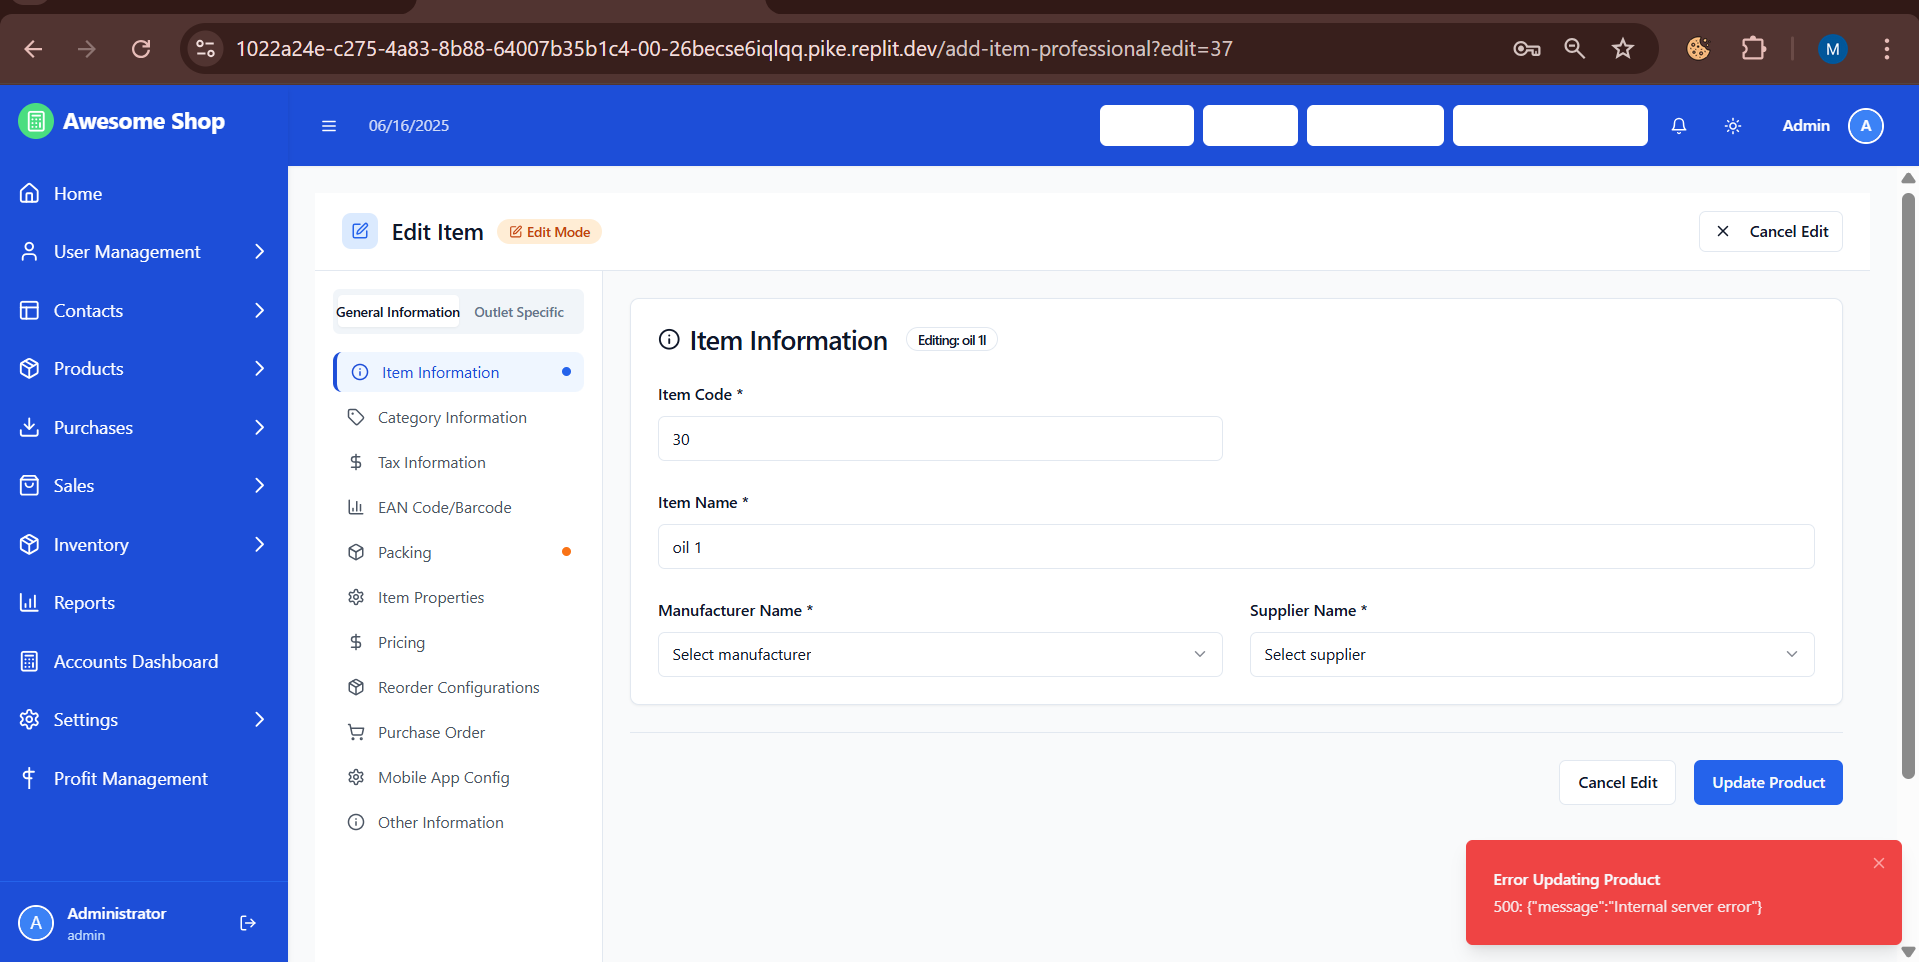 1022a24e-c275-4a83-8b88-64007b35b1c4-00-26becse6iqlqq.pike.replit.dev/add-item-professional?edit=37
M
Awesome Shop
06/16/2025
Admin
A
Home
User Management
Contacts
Products
Purchases
Sales
Inventory
Reports
Accounts Dashboard
Settings
Profit Management
A
Administrator
admin
Edit Item
Edit Mode
Cancel Edit
General Information
Outlet Specific
Item Information
Category Information
Tax Information
EAN Code/Barcode
Packing
Item Properties
Pricing
Reorder Configurations
Purchase Order
Mobile App Config
Other Information
Item Information
Editing: oil 1l
Item Code *
30
Item Name *
oil 1
Manufacturer Name *
Select manufacturer
Supplier Name *
Select supplier
Cancel Edit
Update Product
Error Updating Product
500: {"message":"Internal server error"}